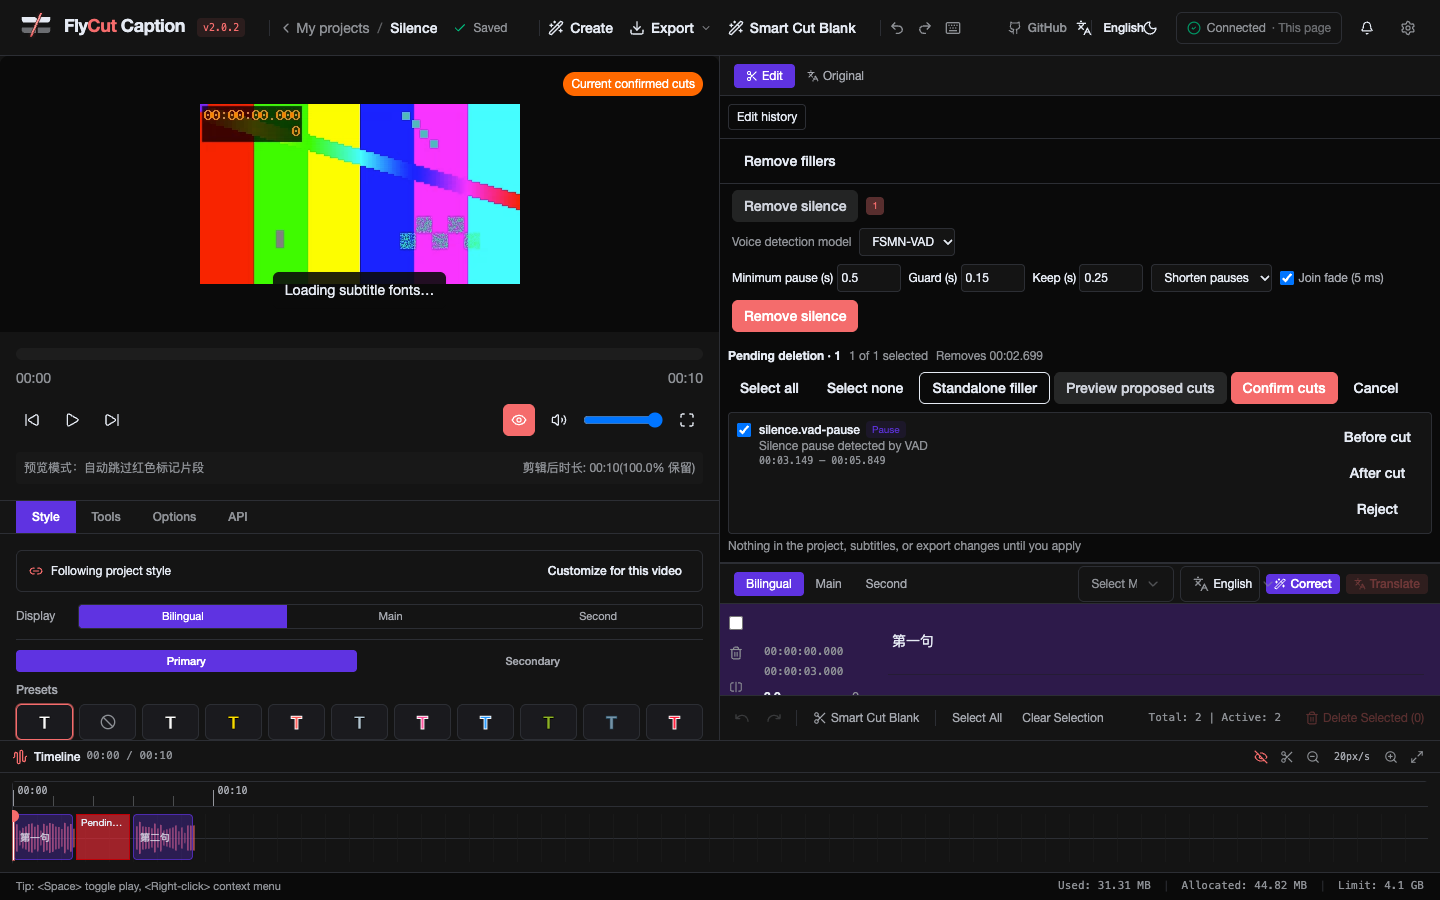 FlyCut Caption v2.0.2 My projects / Silence Saved Create Export Smart Cut Blank GitHub English Connected · This page
Current confirmed cuts
00:00:00.000
0
Loading subtitle fonts...
00:00 00:10
预览模式：自动跳过红色标记片段 剪辑后时长: 00:10(100.0% 保留)
Style Tools Options API
Following project style Customize for this video
Display Bilingual Main Second
Primary Secondary
Presets
T T T T T T T T T T
Edit Original
Edit history
Remove fillers
Remove silence 1
Voice detection model FSMN-VAD
Minimum pause (s) 0.5 Guard (s) 0.15 Keep (s) 0.25 Shorten pauses Join fade (5 ms)
Remove silence
Pending deletion · 1 1 of 1 selected Removes 00:02.699
Select all Select none Standalone filler Preview proposed cuts Confirm cuts Cancel
silence.vad-pause Pause
Silence pause detected by VAD
00:03.149 — 00:05.849
Before cut
After cut
Reject
Nothing in the project, subtitles, or export changes until you apply
Bilingual Main Second Select M English Correct Translate
第一句
00:00:00.000
00:00:03.000
Smart Cut Blank Select All Clear Selection Total: 2 | Active: 2 Delete Selected (0)
Timeline 00:00 / 00:10 20px/s
00:00 00:10
第一句 Pendin... 第二句
Tip: <Space> toggle play, <Right-click> context menu Used: 31.31 MB | Allocated: 44.82 MB | Limit: 4.1 GB